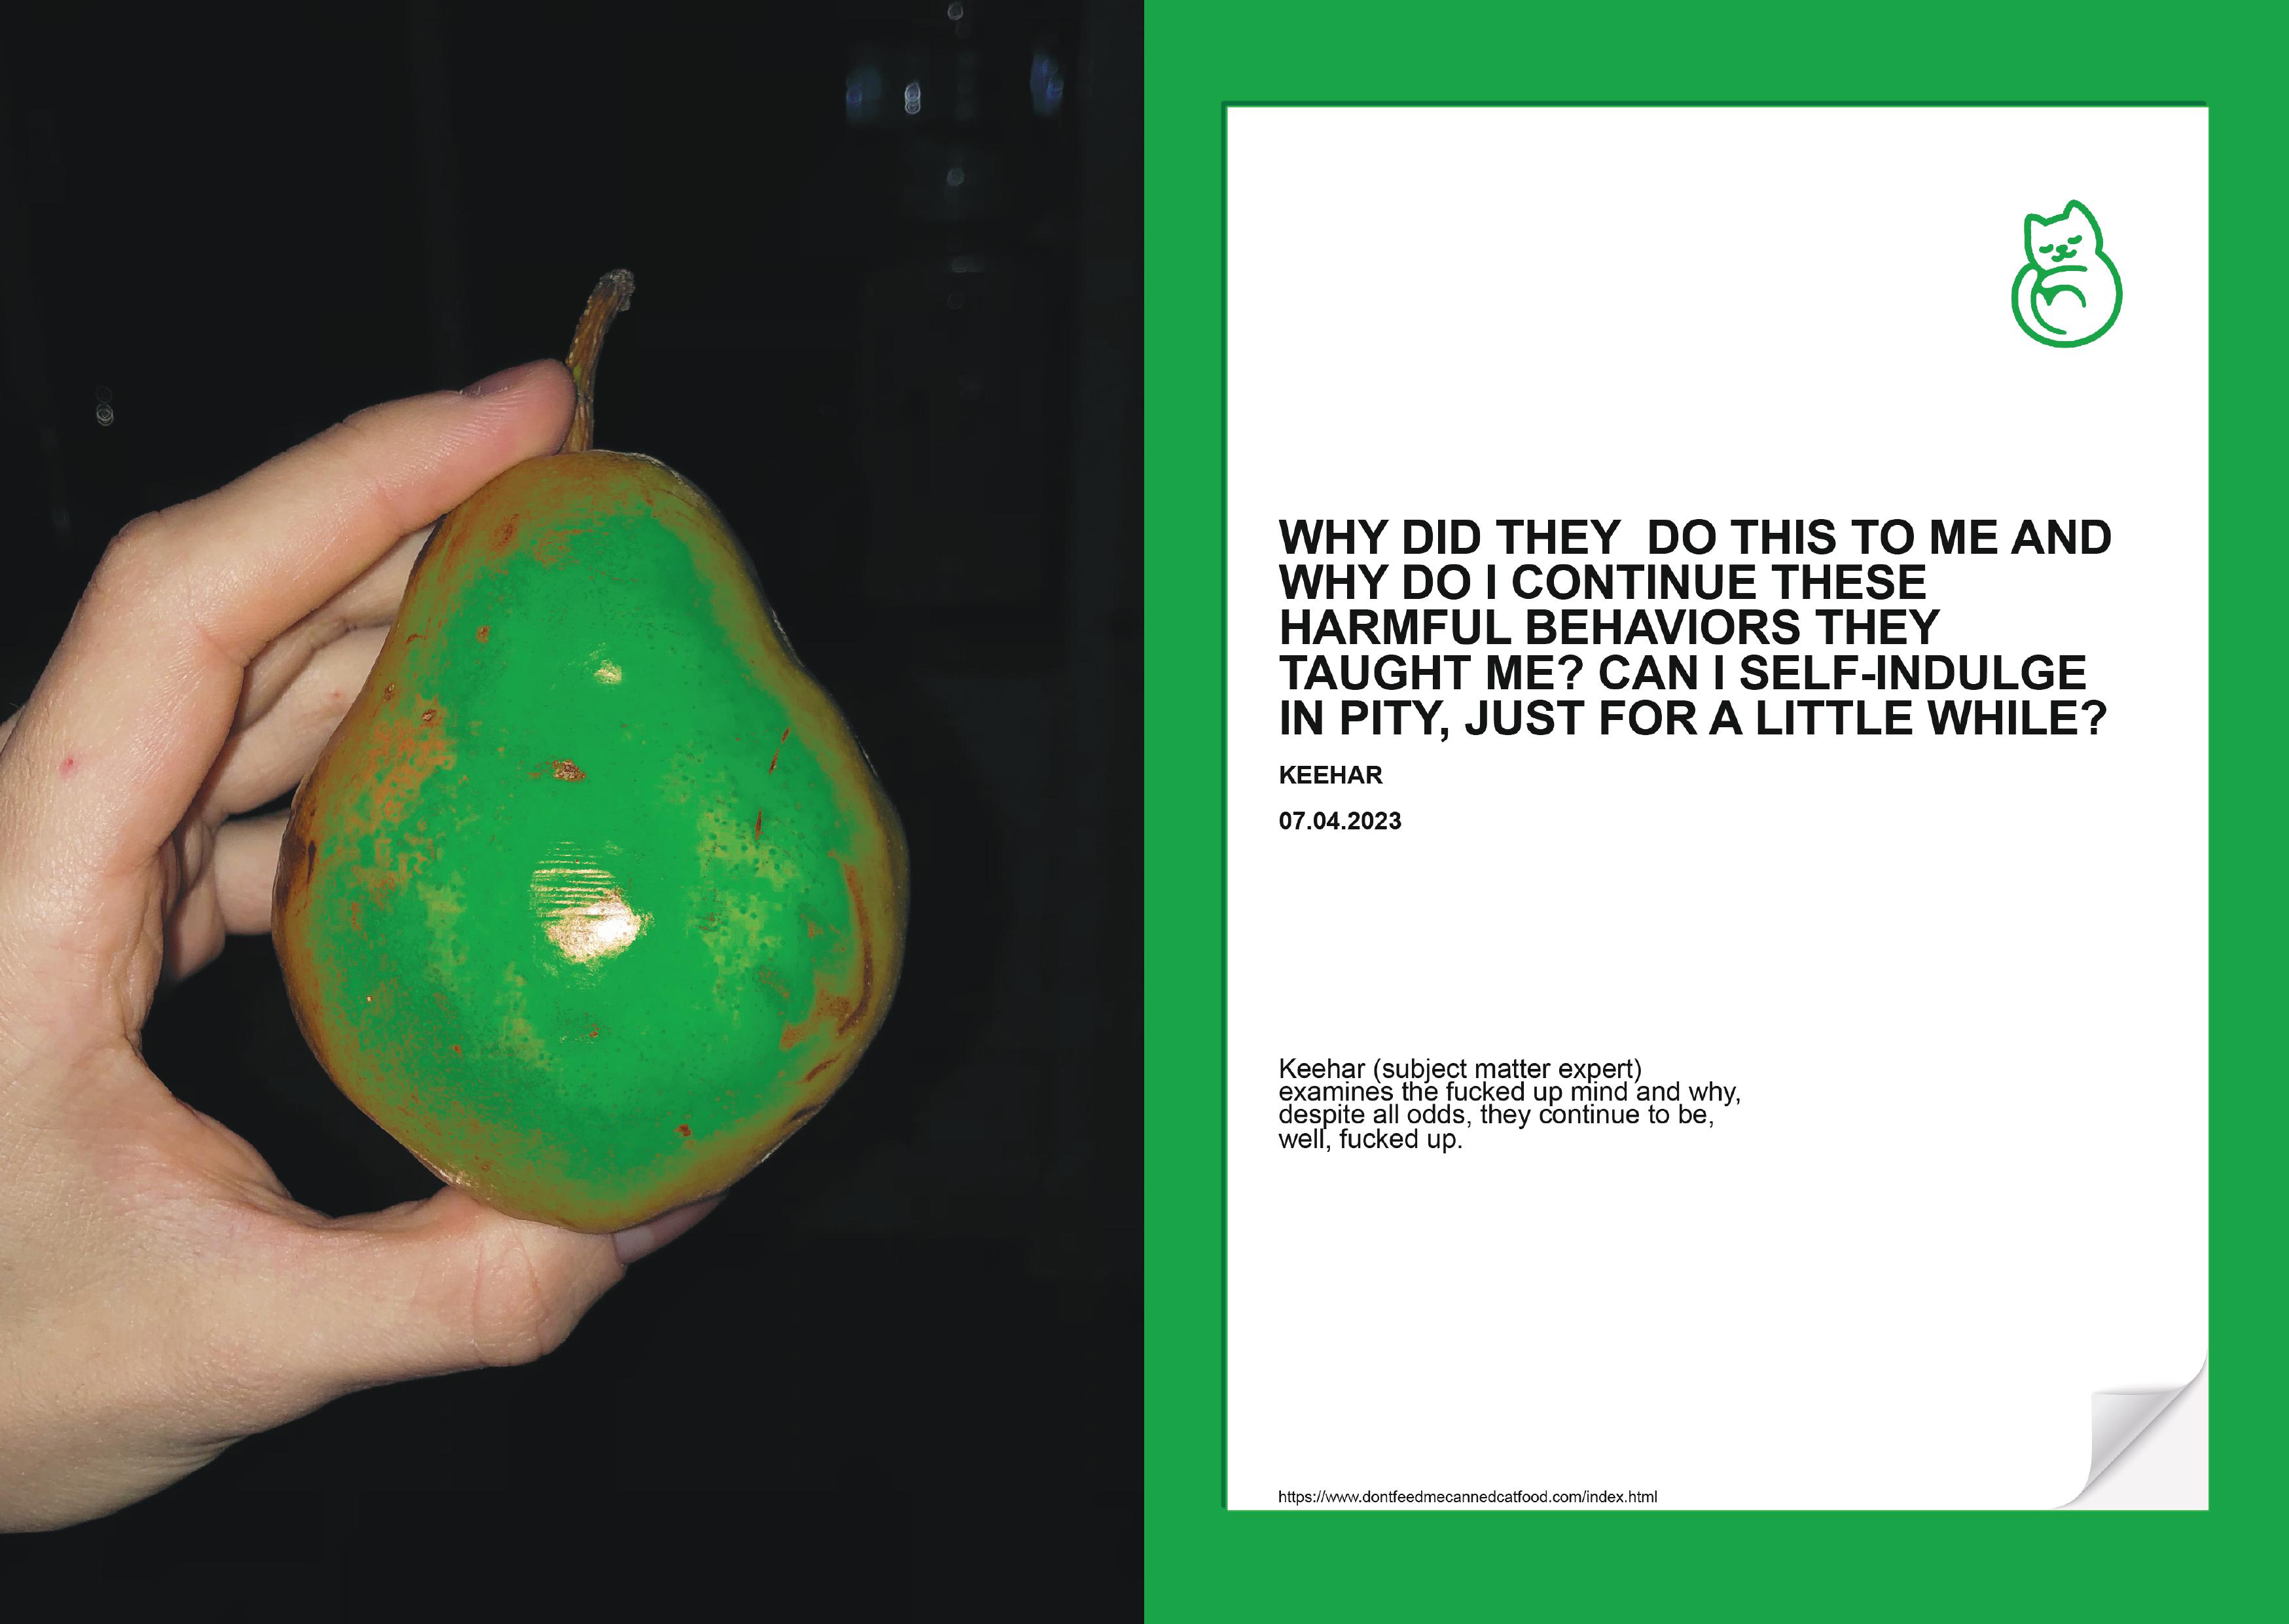 WHY DID THEY  DO THIS TO ME AND
WHY DO I CONTINUE THESE
HARMFUL BEHAVIORS THEY
TAUGHT ME? CAN I SELF-INDULGE
IN PITY, JUST FOR A LITTLE WHILE?
KEEHAR
07.04.2023
Keehar (subject matter expert)
examines the fucked up mind and why,
despite all odds, they continue to be,
well, fucked up.
https://www.dontfeedmecannedcatfood.com/index.html